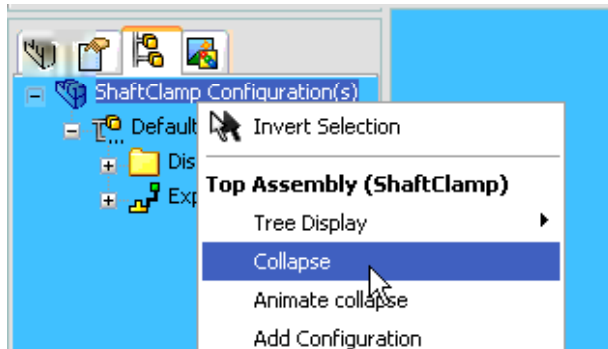 ShaftClamp Configuration(s)
Default
Invert Selection
Dis
Top Assembly (ShaftClamp)
Exp
Tree Display
Collapse
Animate collapse
Add Configuration